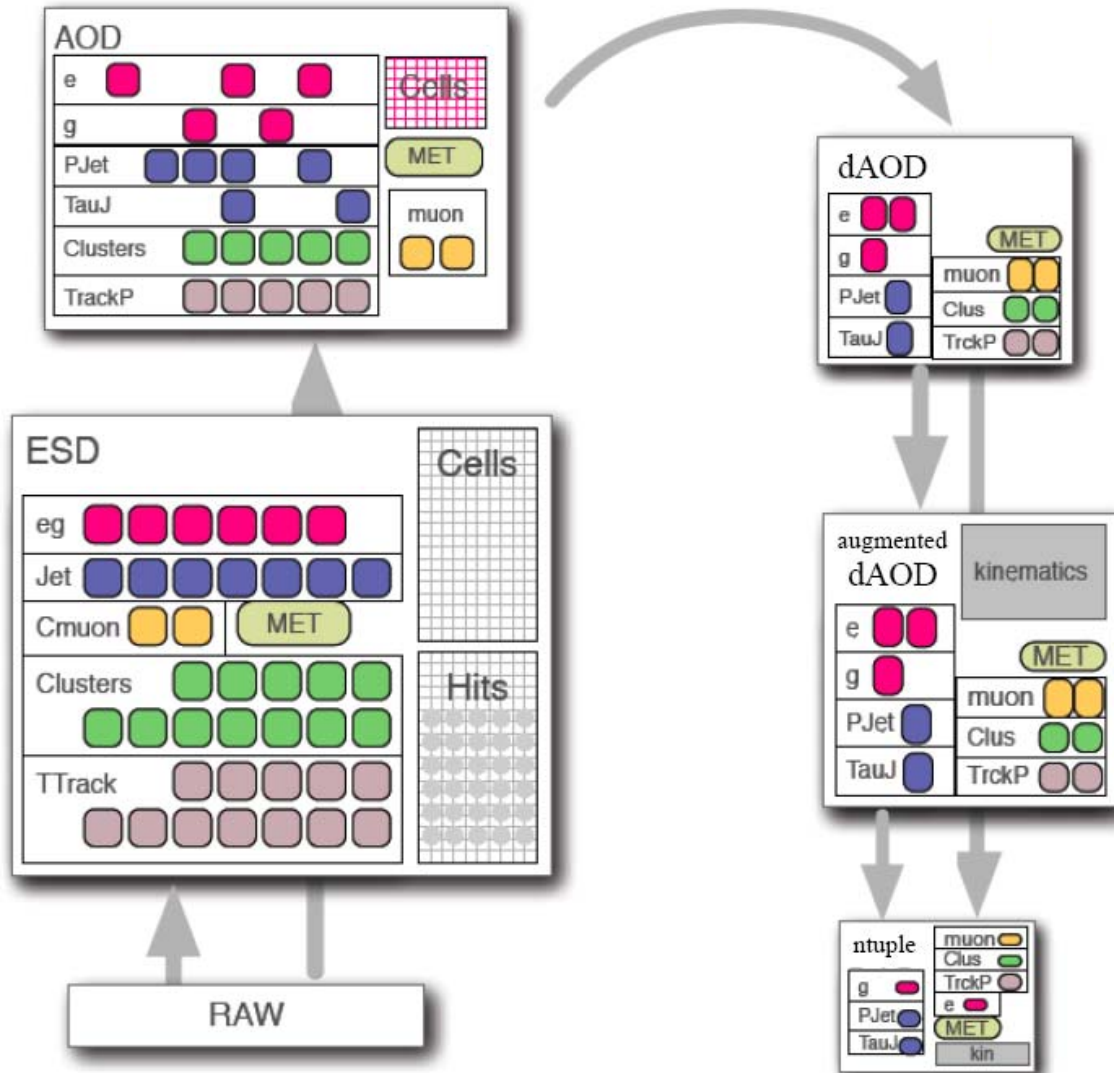 AOD
e
g
PJet
TauJ
Clusters
TrackP
Cells
MET
muon
dAOD
e
g
PJet
TauJ
MET
muon
Clus
TrckP
ESD
eg
Jet
Cmuon
MET
Clusters
TTrack
Cells
Hits
augmented
dAOD
kinematics
e
g
PJet
TauJ
MET
muon
Clus
TrckP
RAW
ntuple
g
PJet
TauJ
muon
Clus
TrckP
e
MET
kin